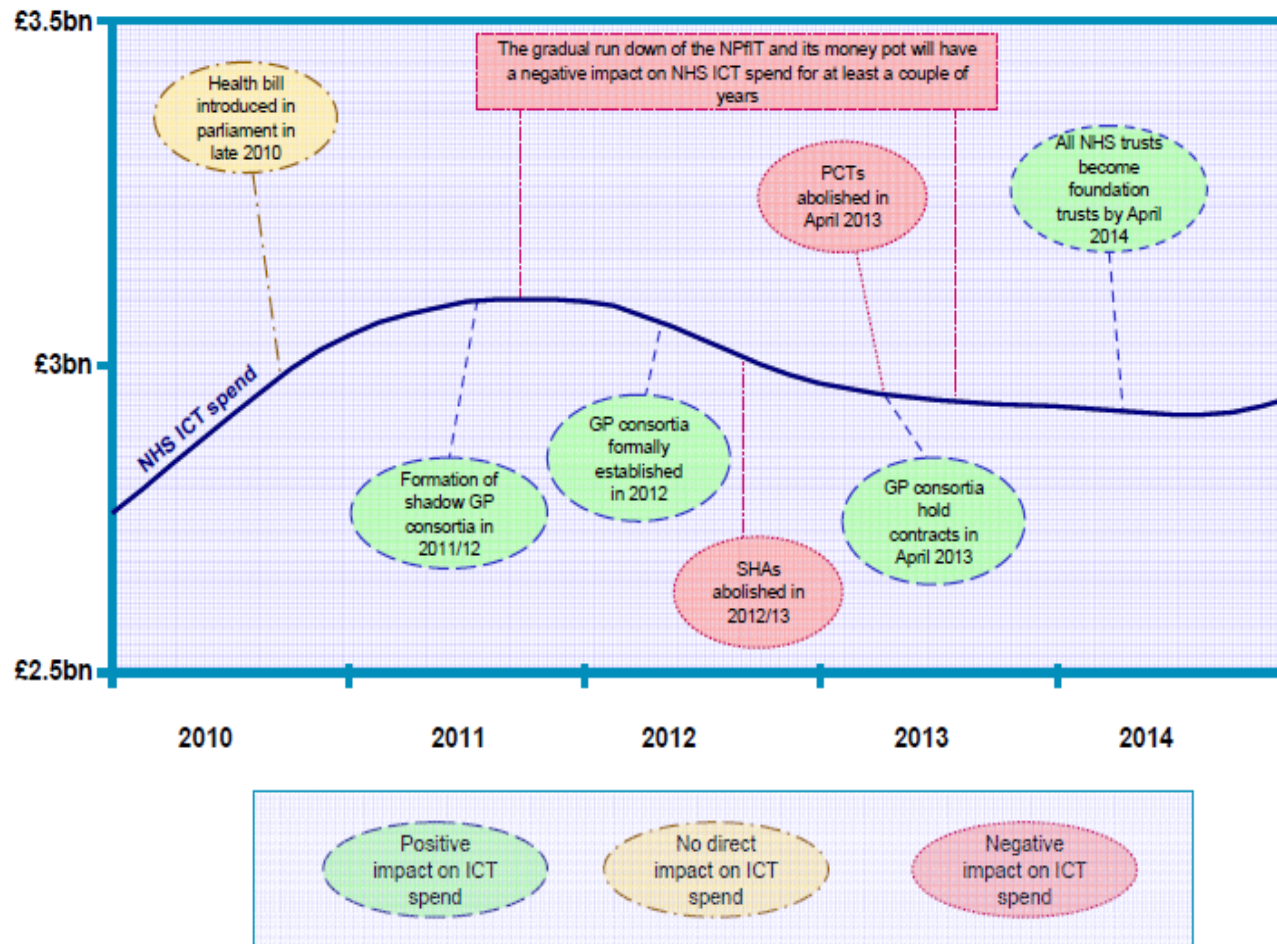 £3.5bn
The gradual run down of the NPfIT and its money pot will have
a negative impact on NHS ICT spend for at least a couple of
years
Health bill
introduced in
parliament in
late 2010
PCTs
abolished in
April 2013
All NHS trusts
become
foundation
trusts by April
2014
£3bn
NHS ICT spend
Formation of
shadow GP
consortia in
2011/12
GP consortia
formally
established
in 2012
SHAs
abolished in
2012/13
GP consortia
hold
contracts in
April 2013
£2.5bn
2010 2011 2012 2013 2014
Positive
impact on ICT
spend
No direct
impact on ICT
spend
Negative
impact on ICT
spend